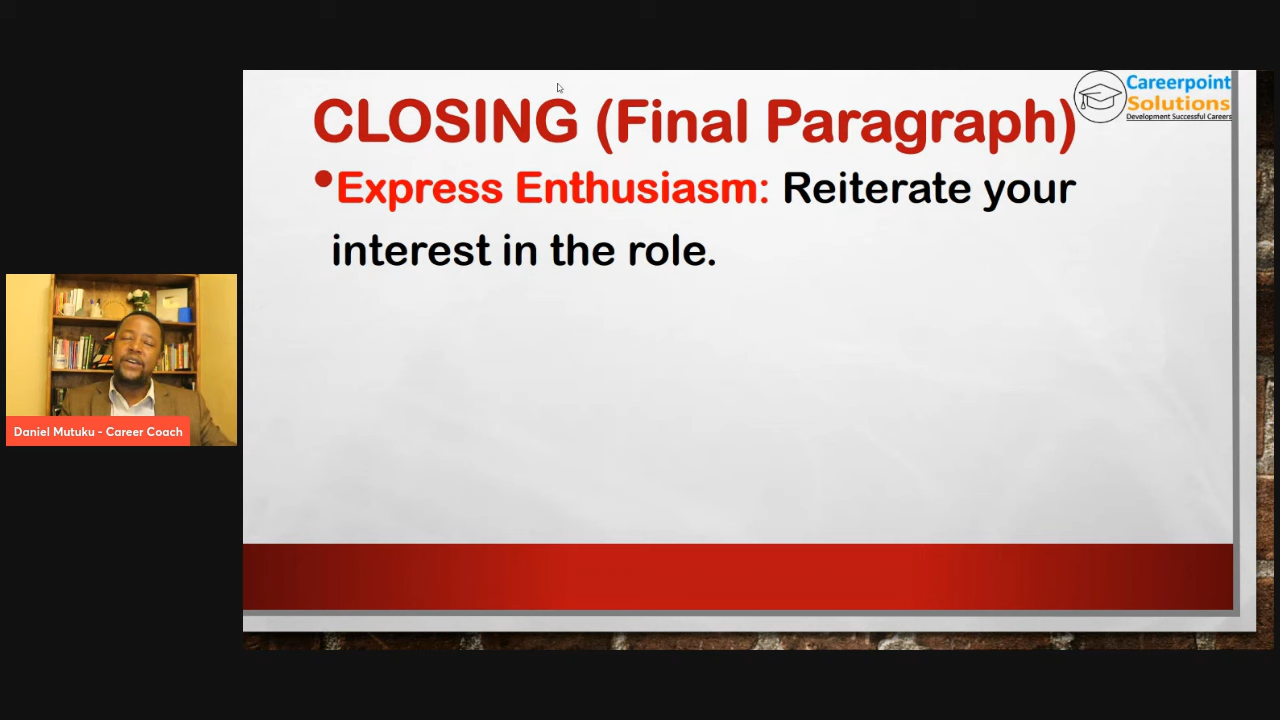 Careerpoint
Solutions
Development Successful Careers
CLOSING (Final Paragraph)
•Express Enthusiasm: Reiterate your
interest in the role.
Daniel Mutuku - Career Coach